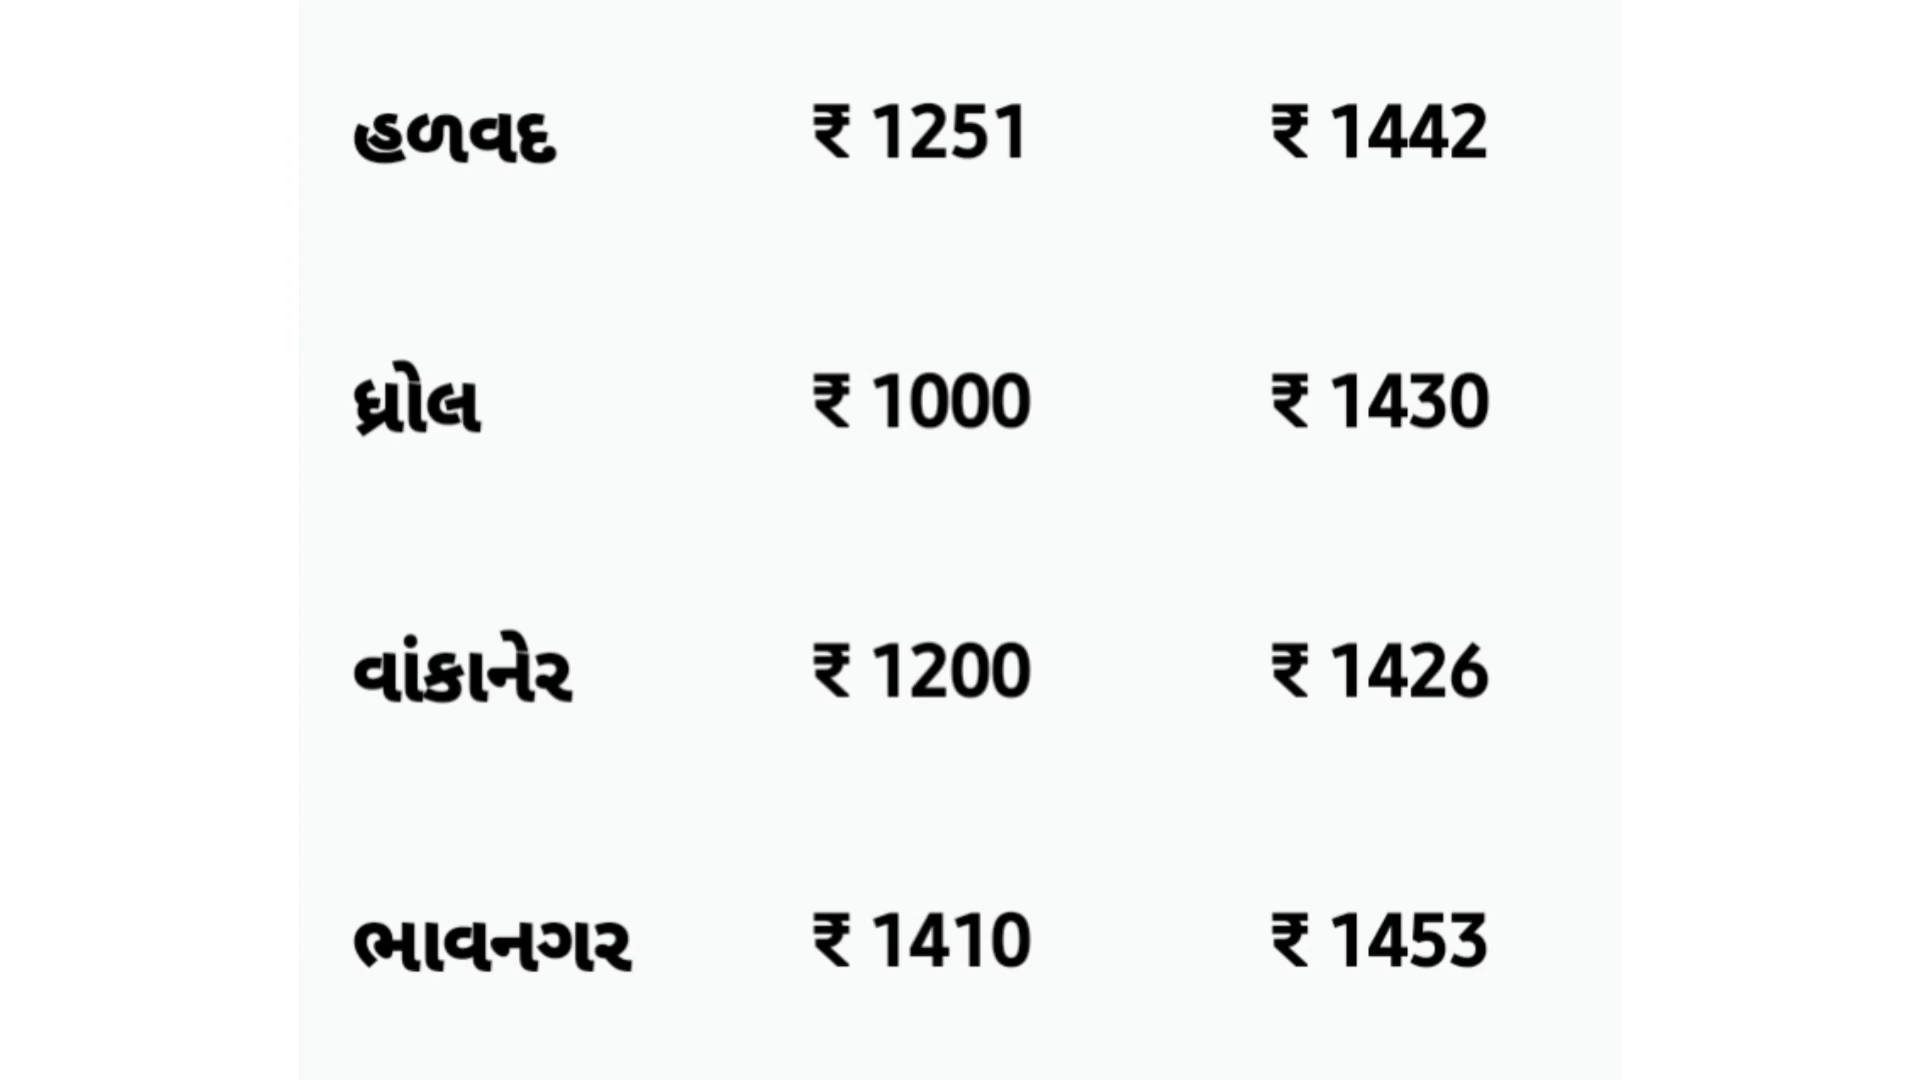 હળવદ ₹ 1251 ₹ 1442
ધ્રોલ ₹ 1000 ₹ 1430
વાંકાનેર ₹ 1200 ₹ 1426
ભાવનગર ₹ 1410 ₹ 1453